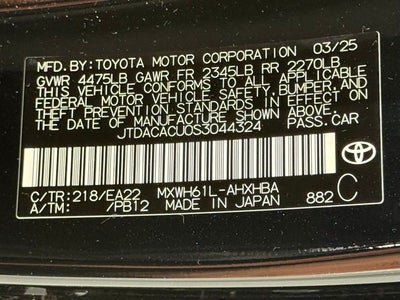 MFD.BY:TOYOTA MOTOR CORPORATION 03/25
GVWR 4475LB GAWR FR 2345LB RR 2270LB
THIS VEHICLE CONFORMS TO ALL APPLICABLE
FEDERAL MOTOR VEHICLE SAFETY, BUMPER, AND
THEFT PREVENTION STANDARDS IN EFFECT ON
THE DATE OF MANUFACTURE SHOWN ABOVE.
JTDACACU0S3044324 PASS.CAR
TOYOTA
C/TR:218/EA22 MXWH61L-AHXHBA
A/TM: /PB12 MADE IN JAPAN 882 C